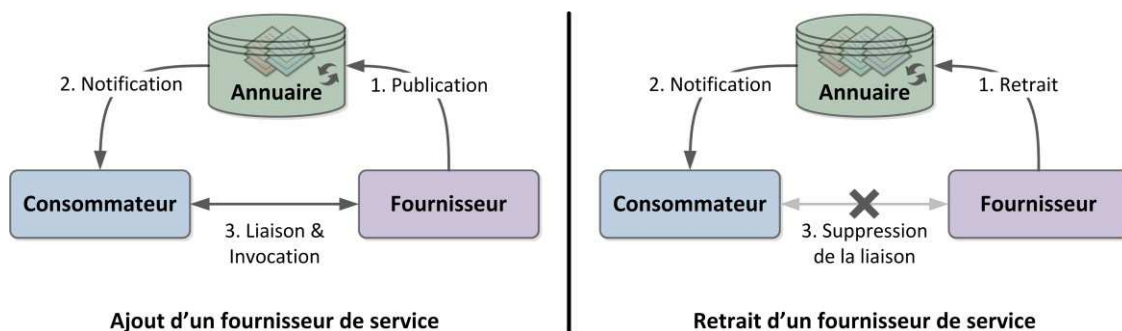 2. Notification
Annuaire
1. Publication
Consommateur
Fournisseur
3. Liaison &
Invocation
Ajout d’un fournisseur de service
2. Notification
Annuaire
1. Retrait
Consommateur
Fournisseur
3. Suppression
de la liaison
Retrait d’un fournisseur de service